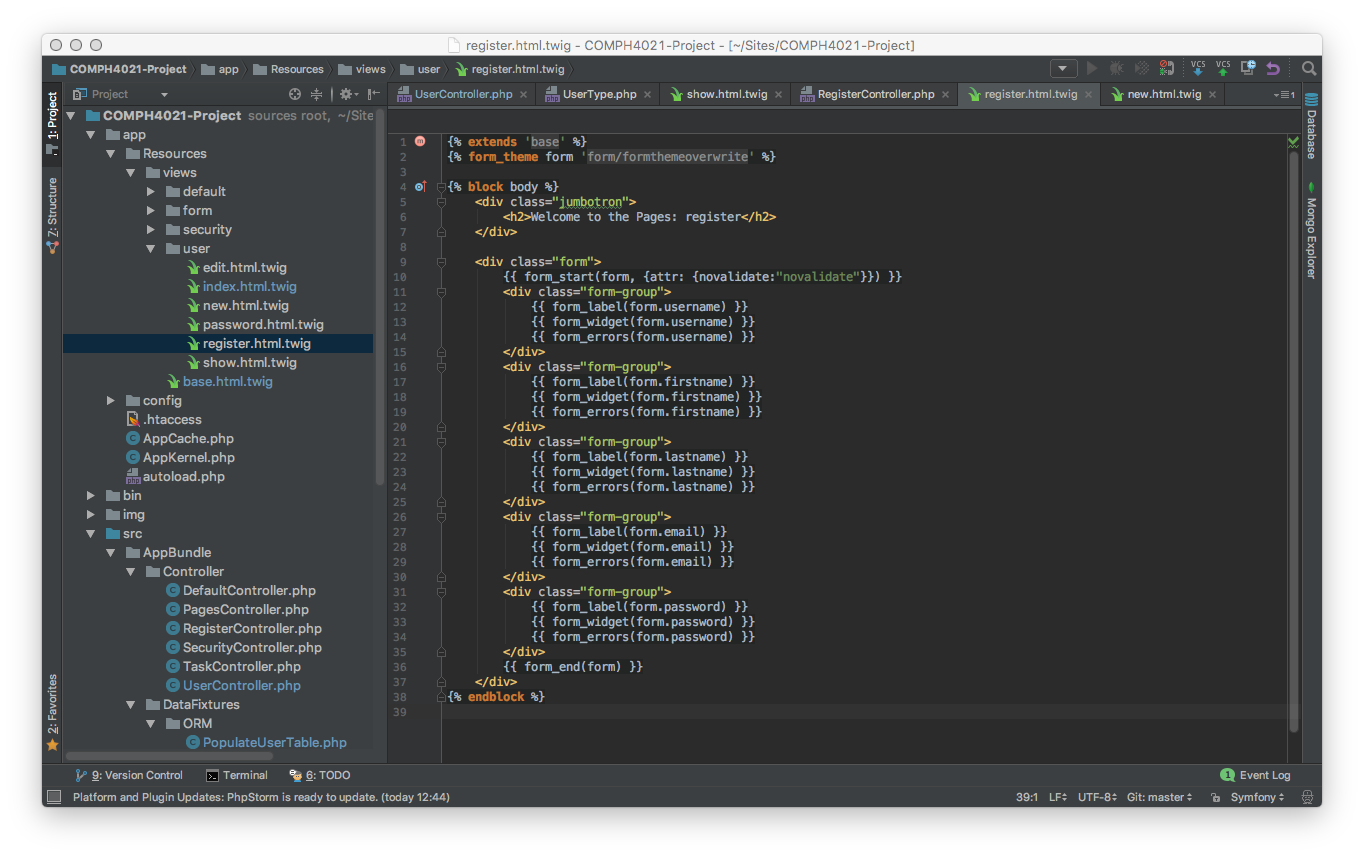 register.html.twig - COMPH4021-Project - [~/Sites/COMPH4021-Project]
COMPH4021-Project app Resources views user register.html.twig VCS VCS
Project UserController.php UserType.php show.html.twig RegisterController.php register.html.twig new.html.twig 1
1: Project
7: Structure
2: Favorites
COMPH4021-Project sources root, ~/Site
app
Resources
views
default
form
security
user
edit.html.twig
index.html.twig
new.html.twig
password.html.twig
register.html.twig
show.html.twig
base.html.twig
config
.htaccess
AppCache.php
AppKernel.php
autoload.php
bin
img
src
AppBundle
Controller
DefaultController.php
PagesController.php
RegisterController.php
SecurityController.php
TaskController.php
UserController.php
DataFixtures
ORM
PopulateUserTable.php
1 {% extends 'base' %}
2 {% form_theme form 'form/formthemeoverwrite' %}
3
4 {% block body %}
5 <div class="jumbotron">
6 <h2>Welcome to the Pages: register</h2>
7 </div>
8
9 <div class="form">
10 {{ form_start(form, {attr: {novalidate:"novalidate"}}) }}
11 <div class="form-group">
12 {{ form_label(form.username) }}
13 {{ form_widget(form.username) }}
14 {{ form_errors(form.username) }}
15 </div>
16 <div class="form-group">
17 {{ form_label(form.firstname) }}
18 {{ form_widget(form.firstname) }}
19 {{ form_errors(form.firstname) }}
20 </div>
21 <div class="form-group">
22 {{ form_label(form.lastname) }}
23 {{ form_widget(form.lastname) }}
24 {{ form_errors(form.lastname) }}
25 </div>
26 <div class="form-group">
27 {{ form_label(form.email) }}
28 {{ form_widget(form.email) }}
29 {{ form_errors(form.email) }}
30 </div>
31 <div class="form-group">
32 {{ form_label(form.password) }}
33 {{ form_widget(form.password) }}
34 {{ form_errors(form.password) }}
35 </div>
36 {{ form_end(form) }}
37 </div>
38 {% endblock %}
39
Database
Mongo Explorer
9: Version Control Terminal 6: TODO 1 Event Log
Platform and Plugin Updates: PhpStorm is ready to update. (today 12:44) 39:1 LF UTF-8 Git: master Symfony